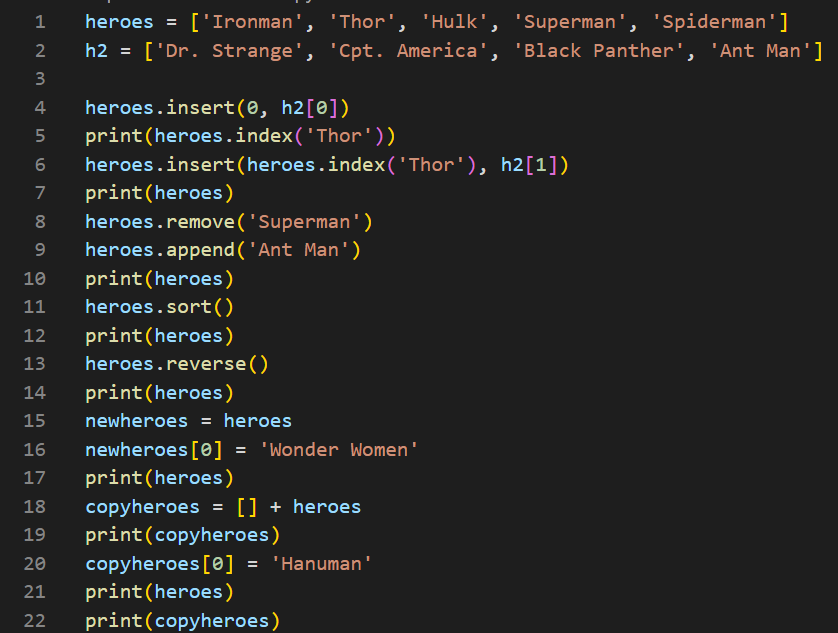 1 heroes = ['Ironman', 'Thor', 'Hulk', 'Superman', 'Spiderman']
2 h2 = ['Dr. Strange', 'Cpt. America', 'Black Panther', 'Ant Man']
3
4 heroes.insert(0, h2[0])
5 print(heroes.index('Thor'))
6 heroes.insert(heroes.index('Thor'), h2[1])
7 print(heroes)
8 heroes.remove('Superman')
9 heroes.append('Ant Man')
10 print(heroes)
11 heroes.sort()
12 print(heroes)
13 heroes.reverse()
14 print(heroes)
15 newheroes = heroes
16 newheroes[0] = 'Wonder Women'
17 print(heroes)
18 copyheroes = [] + heroes
19 print(copyheroes)
20 copyheroes[0] = 'Hanuman'
21 print(heroes)
22 print(copyheroes)